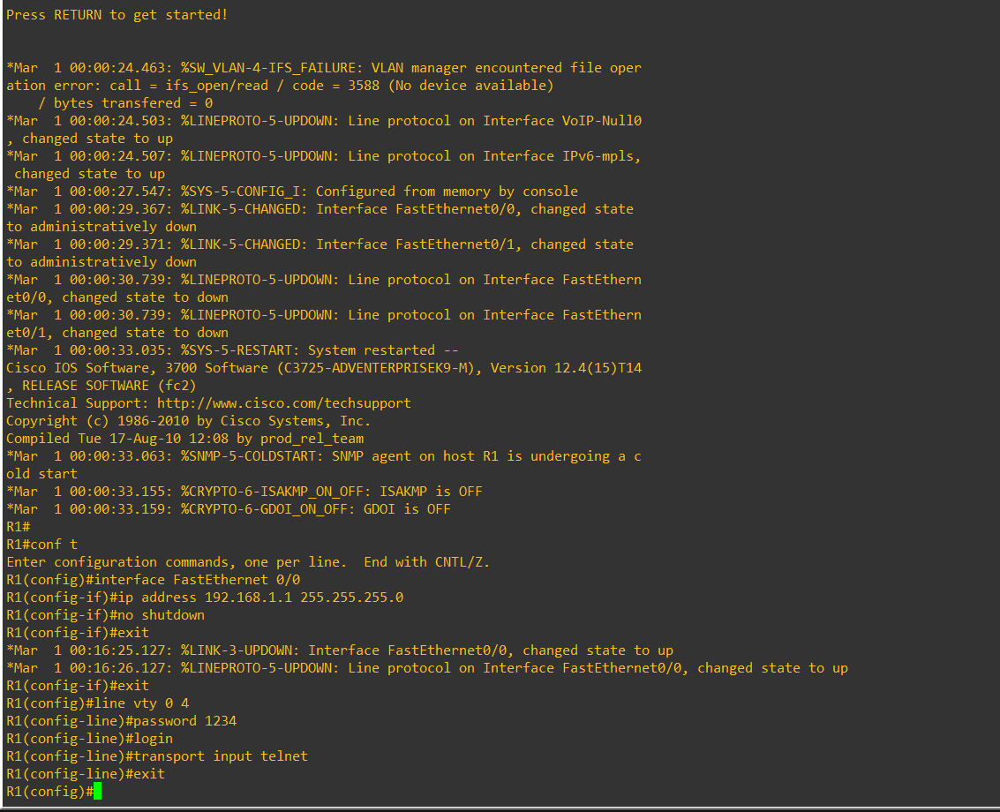 Press RETURN to get started!
*Mar  1 00:00:24.463: %SW_VLAN-4-IFS_FAILURE: VLAN manager encountered file oper
ation error: call = ifs_open/read / code = 3588 (No device available)
    / bytes transfered = 0
*Mar  1 00:00:24.503: %LINEPROTO-5-UPDOWN: Line protocol on Interface VoIP-Null0
, changed state to up
*Mar  1 00:00:24.507: %LINEPROTO-5-UPDOWN: Line protocol on Interface IPv6-mpls,
 changed state to up
*Mar  1 00:00:27.547: %SYS-5-CONFIG_I: Configured from memory by console
*Mar  1 00:00:29.367: %LINK-5-CHANGED: Interface FastEthernet0/0, changed state
to administratively down
*Mar  1 00:00:29.371: %LINK-5-CHANGED: Interface FastEthernet0/1, changed state
to administratively down
*Mar  1 00:00:30.739: %LINEPROTO-5-UPDOWN: Line protocol on Interface FastEthern
et0/0, changed state to down
*Mar  1 00:00:30.739: %LINEPROTO-5-UPDOWN: Line protocol on Interface FastEthern
et0/1, changed state to down
*Mar  1 00:00:33.035: %SYS-5-RESTART: System restarted --
Cisco IOS Software, 3700 Software (C3725-ADVENTERPRISEK9-M), Version 12.4(15)T14
, RELEASE SOFTWARE (fc2)
Technical Support: http://www.cisco.com/techsupport
Copyright (c) 1986-2010 by Cisco Systems, Inc.
Compiled Tue 17-Aug-10 12:08 by prod_rel_team
*Mar  1 00:00:33.063: %SNMP-5-COLDSTART: SNMP agent on host R1 is undergoing a c
old start
*Mar  1 00:00:33.155: %CRYPTO-6-ISAKMP_ON_OFF: ISAKMP is OFF
*Mar  1 00:00:33.159: %CRYPTO-6-GDOI_ON_OFF: GDOI is OFF
R1#
R1#conf t
Enter configuration commands, one per line.  End with CNTL/Z.
R1(config)#interface FastEthernet 0/0
R1(config-if)#ip address 192.168.1.1 255.255.255.0
R1(config-if)#no shutdown
R1(config-if)#exit
*Mar  1 00:16:25.127: %LINK-3-UPDOWN: Interface FastEthernet0/0, changed state to up
*Mar  1 00:16:26.127: %LINEPROTO-5-UPDOWN: Line protocol on Interface FastEthernet0/0, changed state to up
R1(config-if)#exit
R1(config)#line vty 0 4
R1(config-line)#password 1234
R1(config-line)#login
R1(config-line)#transport input telnet
R1(config-line)#exit
R1(config)#